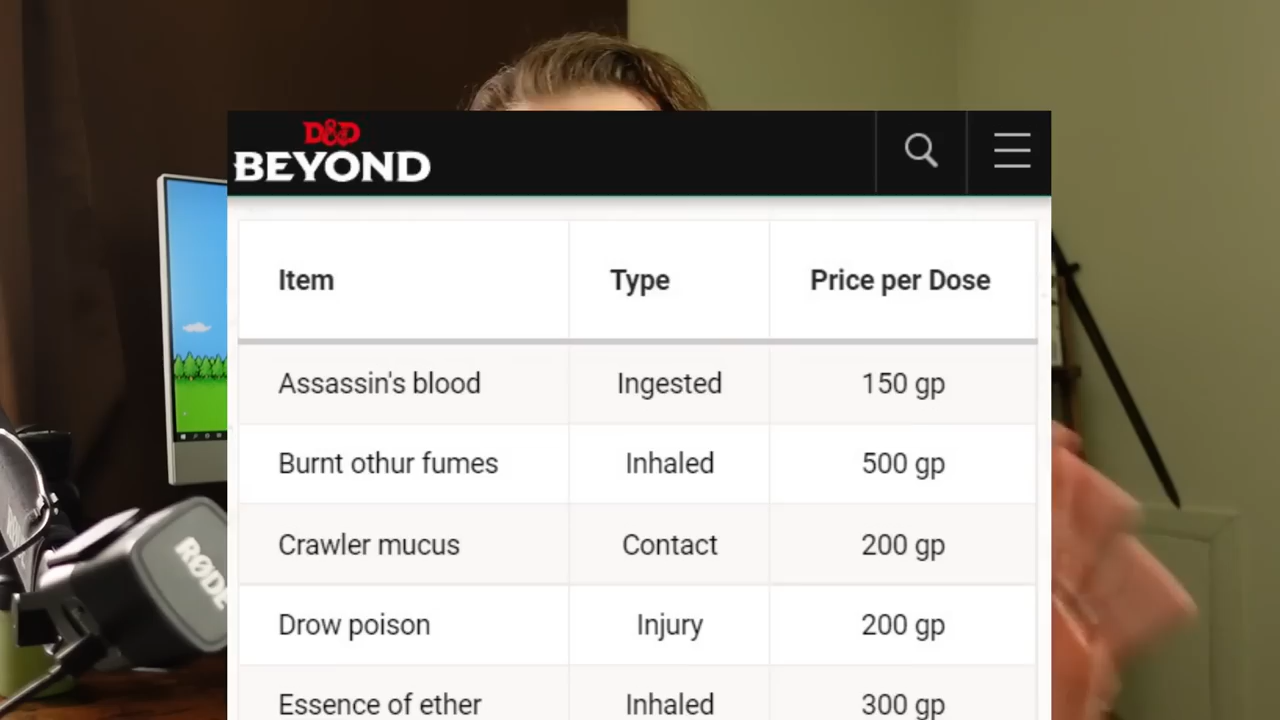 D&D
BEYOND
Item Type Price per Dose
Assassin's blood Ingested 150 gp
Burnt othur fumes Inhaled 500 gp
Crawler mucus Contact 200 gp
Drow poison Injury 200 gp
Essence of ether Inhaled 300 gp
RØDE